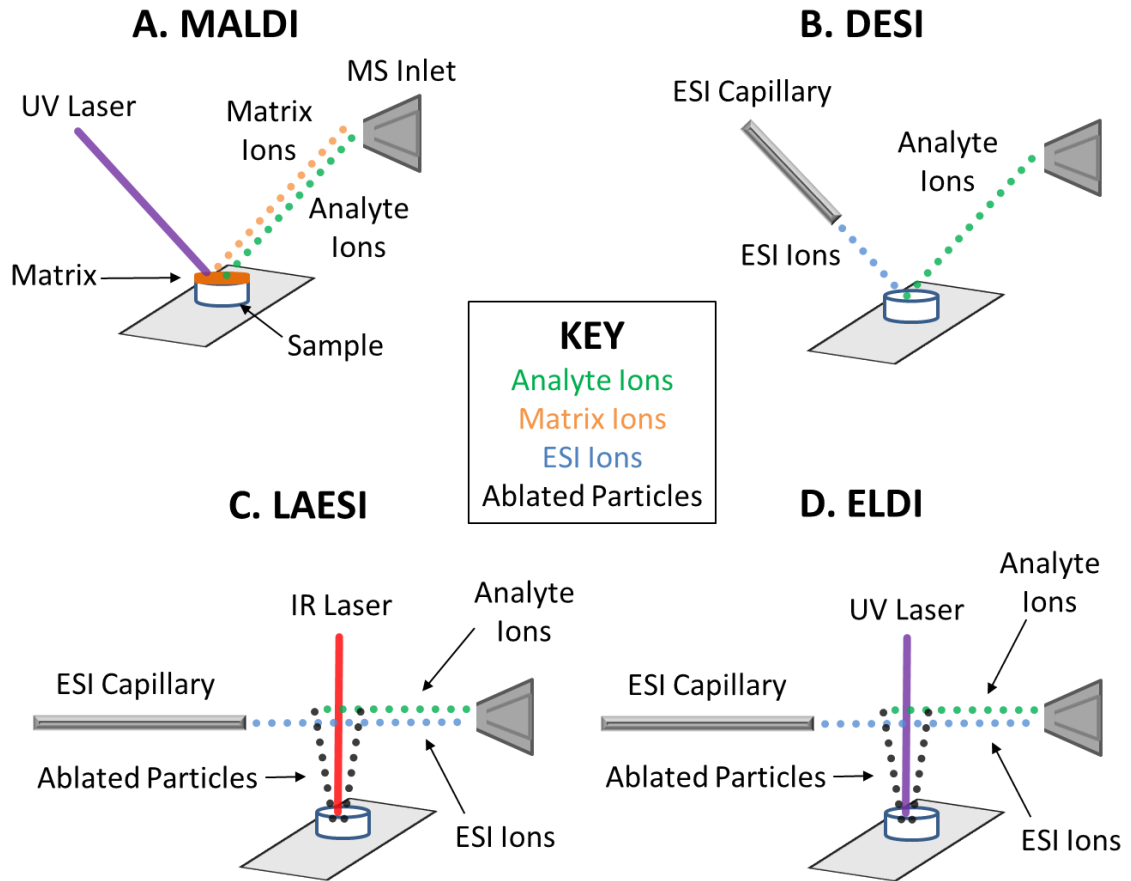 A. MALDI
UV Laser
Matrix
Ions
MS Inlet
Analyte
Ions
Matrix
Sample
B. DESI
ESI Capillary
Analyte
Ions
ESI Ions
KEY
Analyte Ions
Matrix Ions
ESI Ions
Ablated Particles
C. LAESI
IR Laser
Analyte
Ions
ESI Capillary
Ablated Particles
ESI Ions
D. ELDI
UV Laser
Analyte
Ions
ESI Capillary
Ablated Particles
ESI Ions